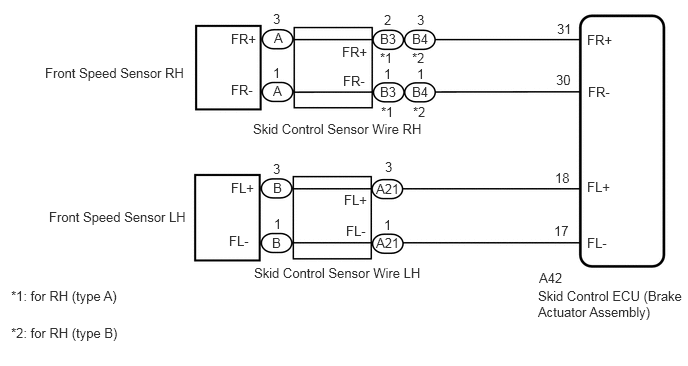 3 2 3 31
FR+ A B3 B4 FR+
FR+ *1 *2
Front Speed Sensor RH
1 FR- 1 1 30
FR- A B3 B4 FR-
*1 *2
Skid Control Sensor Wire RH
3 3 18
FL+ B A21 FL+
FL+
Front Speed Sensor LH
1 FL- 1 17
FL- B A21 FL-
Skid Control Sensor Wire LH
A42
*1: for RH (type A)
Skid Control ECU (Brake
Actuator Assembly)
*2: for RH (type B)